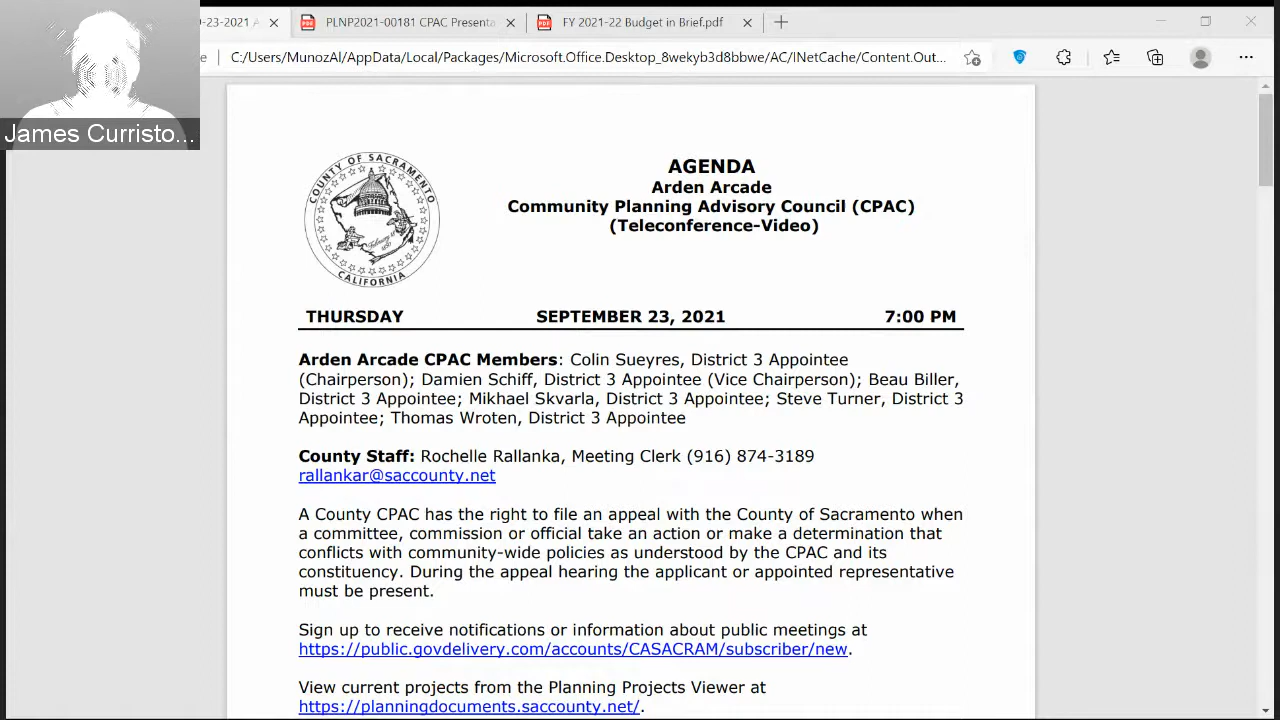 0-23-2021 A
PLNP2021-00181 CPAC Presenta
FY 2021-22 Budget in Brief.pdf
C:/Users/MunozAl/AppData/Local/Packages/Microsoft.Office.Desktop_8wekyb3d8bbwe/AC/INetCache/Content.Out...
James Curristo...
COUNTY OF SACRAMENTO
CALIFORNIA
AGENDA
Arden Arcade
Community Planning Advisory Council (CPAC)
(Teleconference-Video)
THURSDAY SEPTEMBER 23, 2021 7:00 PM
Arden Arcade CPAC Members: Colin Sueyres, District 3 Appointee
(Chairperson); Damien Schiff, District 3 Appointee (Vice Chairperson); Beau Biller,
District 3 Appointee; Mikhael Skvarla, District 3 Appointee; Steve Turner, District 3
Appointee; Thomas Wroten, District 3 Appointee
County Staff: Rochelle Rallanka, Meeting Clerk (916) 874-3189
rallankar@saccounty.net
A County CPAC has the right to file an appeal with the County of Sacramento when
a committee, commission or official take an action or make a determination that
conflicts with community-wide policies as understood by the CPAC and its
constituency. During the appeal hearing the applicant or appointed representative
must be present.
Sign up to receive notifications or information about public meetings at
https://public.govdelivery.com/accounts/CASACRAM/subscriber/new.
View current projects from the Planning Projects Viewer at
https://planningdocuments.saccounty.net/.